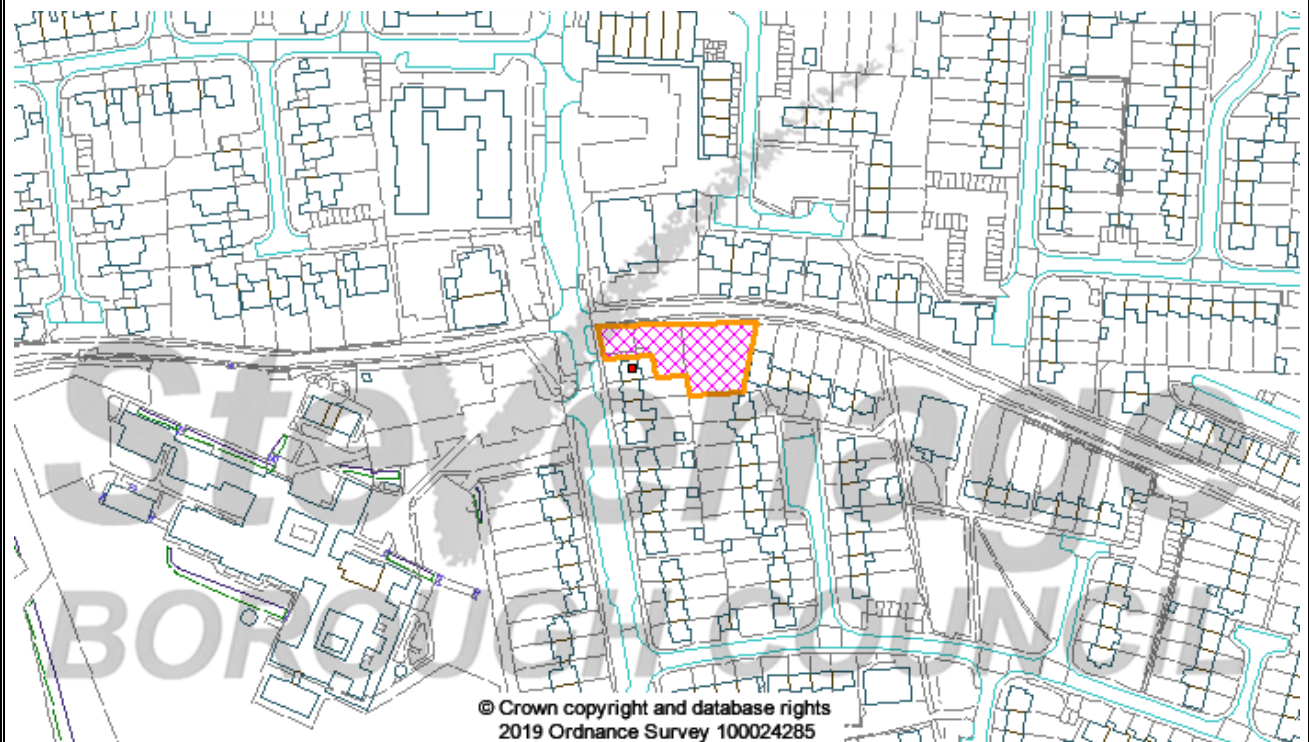 Stevenage
BOROUGH COUNCIL
© Crown copyright and database rights
2019 Ordnance Survey 100024285